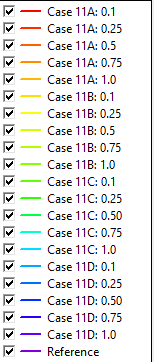 Case 11A: 0.1
Case 11A: 0.25
Case 11A: 0.5
Case 11A: 0.75
Case 11A: 1.0
Case 11B: 0.1
Case 11B: 0.25
Case 11B: 0.5
Case 11B: 0.75
Case 11B: 1.0
Case 11C: 0.1
Case 11C: 0.25
Case 11C: 0.50
Case 11C: 0.75
Case 11C: 1.0
Case 11D: 0.1
Case 11D: 0.25
Case 11D: 0.50
Case 11D: 0.75
Case 11D: 1.0
Reference